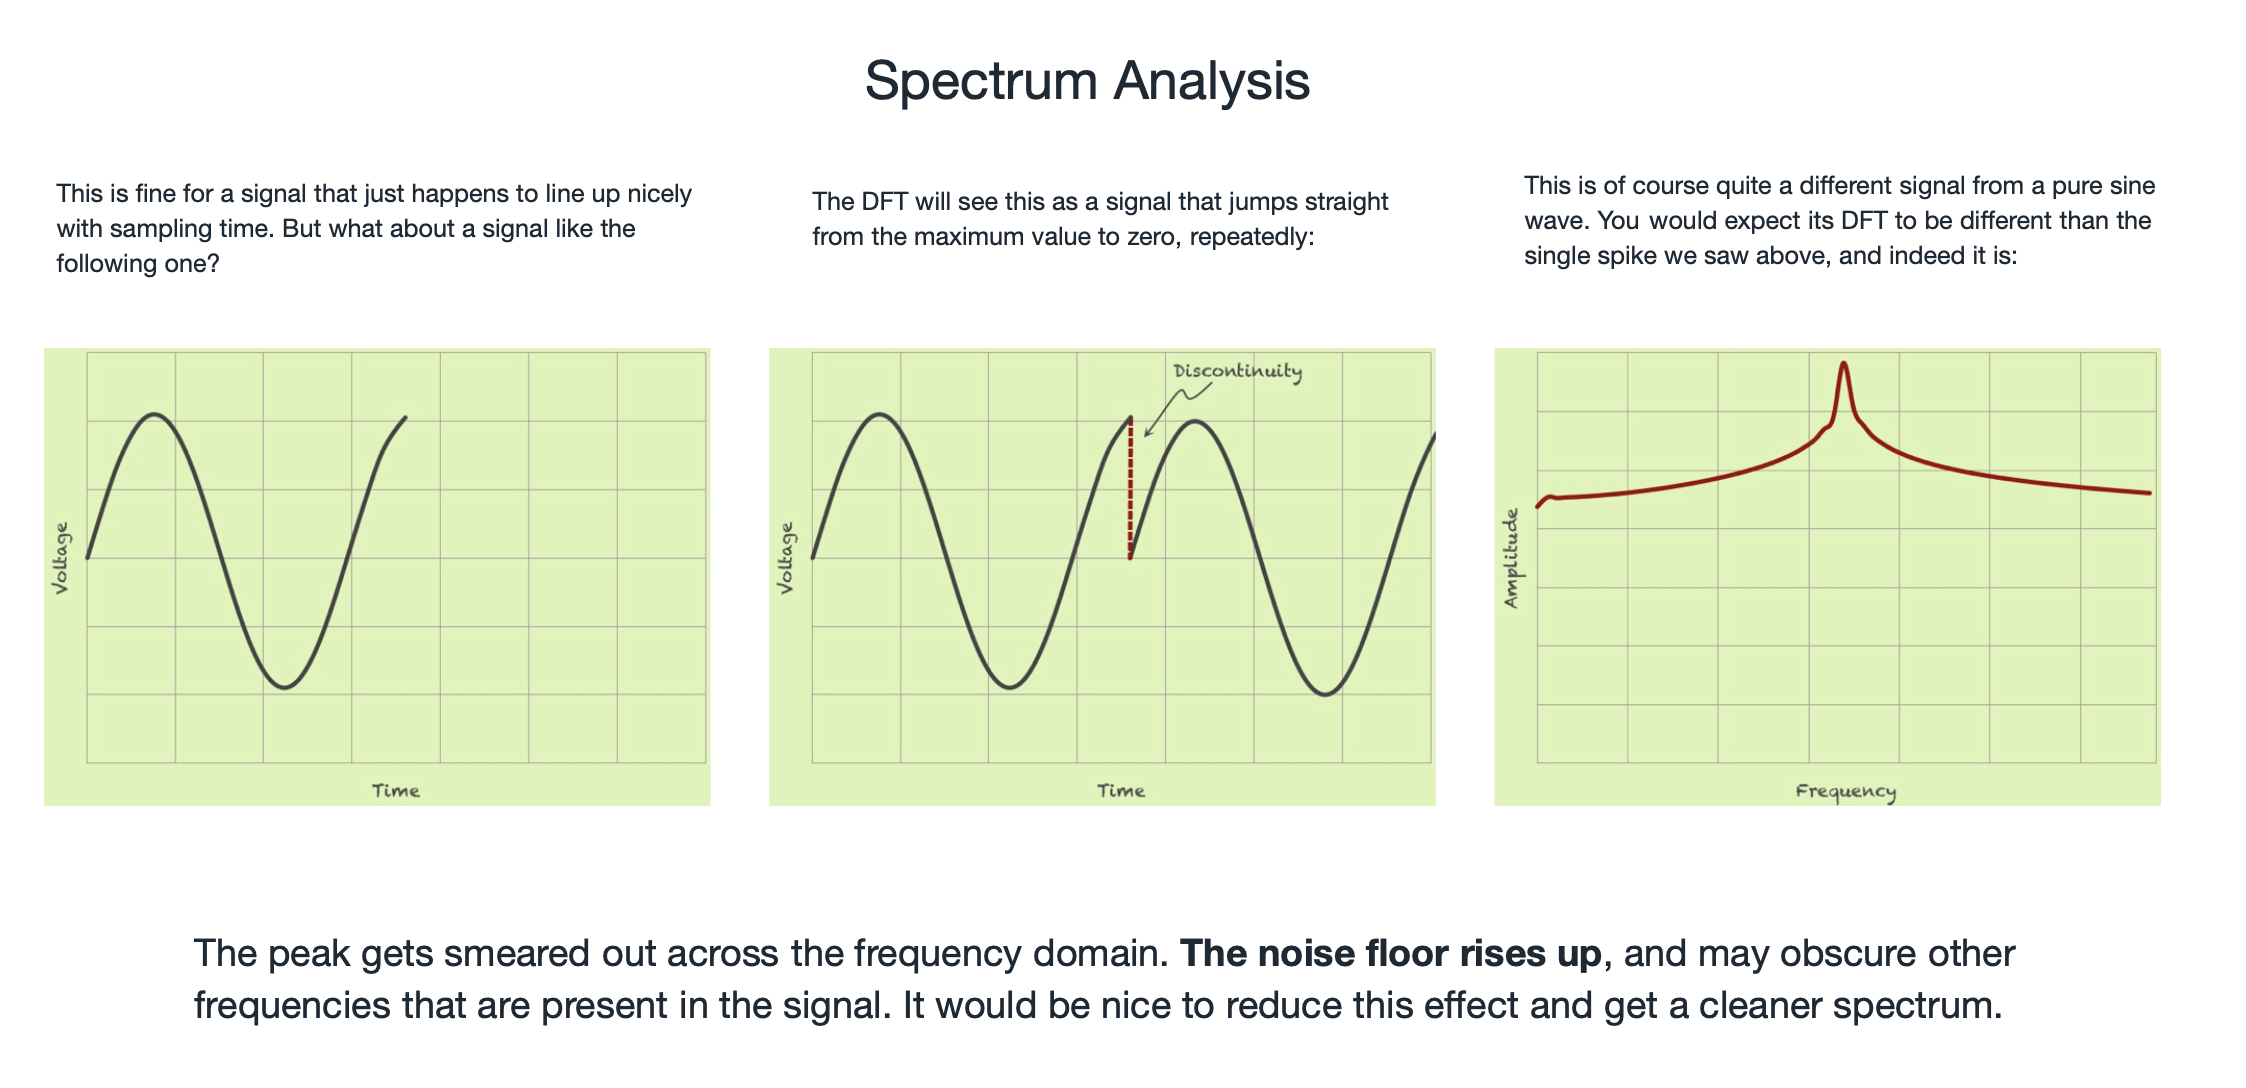 Spectrum Analysis
This is fine for a signal that just happens to line up nicely
with sampling time. But what about a signal like the
following one?
The DFT will see this as a signal that jumps straight
from the maximum value to zero, repeatedly:
This is of course quite a different signal from a pure sine
wave. You would expect its DFT to be different than the
single spike we saw above, and indeed it is:
Voltage
Time
Discontinuity
Voltage
Time
Amplitude
Frequency
The peak gets smeared out across the frequency domain. The noise floor rises up, and may obscure other
frequencies that are present in the signal. It would be nice to reduce this effect and get a cleaner spectrum.